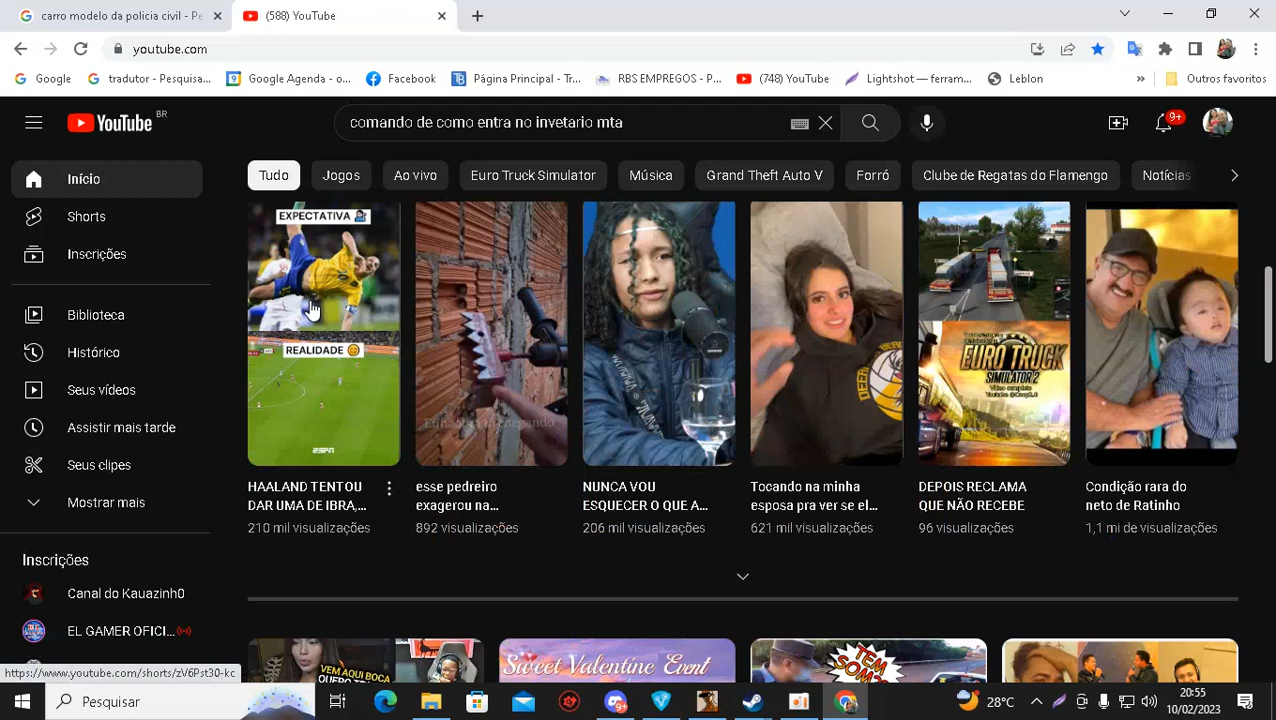 carro modelo da policia civil - Pe
(588) YouTube
youtube.com
Google
tradutor - Pesquisa...
Google Agenda - o...
Facebook
Página Principal - Tr...
RBS EMPREGOS - P...
(748) YouTube
Lightshot — ferram...
Leblon
»
Outros favoritos
YouTube BR
comando de como entra no invetario mta
9+
Início
Shorts
Inscrições
Biblioteca
Histórico
Seus vídeos
Assistir mais tarde
Seus clipes
Mostrar mais
Inscrições
Canal do Kauazinh0
EL GAMER OFICI...
Tudo
Jogos
Ao vivo
Euro Truck Simulator
Música
Grand Theft Auto V
Forró
Clube de Regatas do Flamengo
Notícias
EXPECTATIVA
REALIDADE
ESPN
EURO TRUCK
SIMULATOR 2
HAALAND TENTOU
DAR UMA DE IBRA,...
210 mil visualizações
esse pedreiro
exagerou na...
892 visualizações
NUNCA VOU
ESQUECER O QUE A...
206 mil visualizações
Tocando na minha
esposa pra ver se el...
621 mil visualizações
DEPOIS RECLAMA
QUE NÃO RECEBE
96 visualizações
Condição rara do
neto de Ratinho
1,1 mi de visualizações
VEM AQUI BOCA
Sweet Valentine Event
TEM
SOM?
https://www.youtube.com/shorts/zV6Pst30-kc
Pesquisar
9+
28°C
20:55
10/02/2023